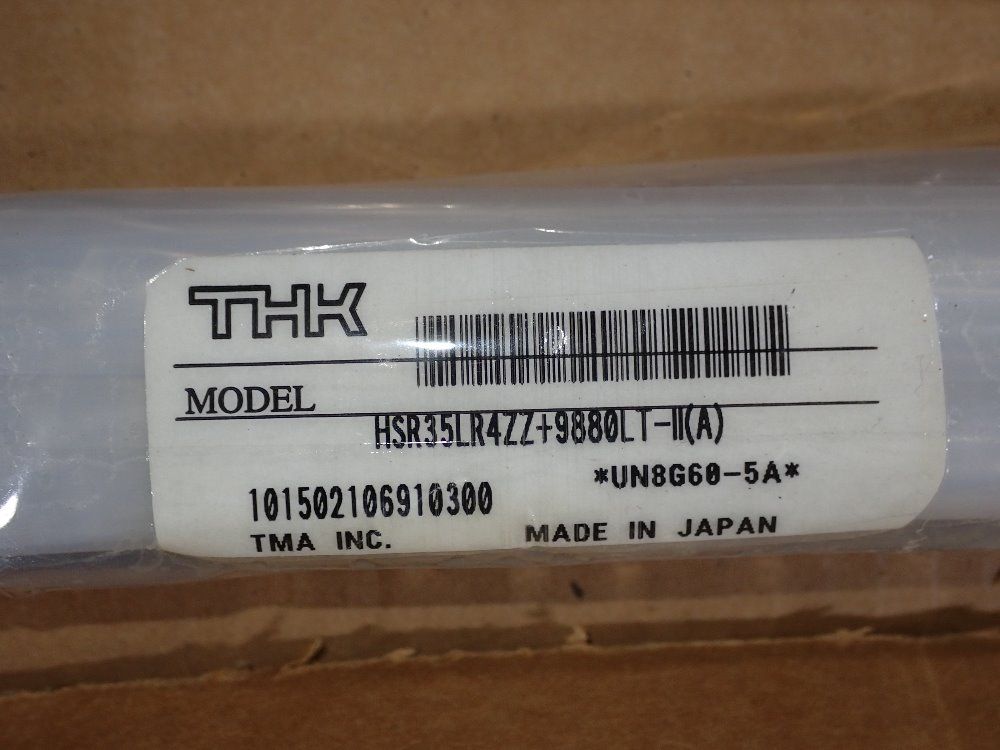 THK
MODEL
HSR35LR4ZZ+9880LT-II(A)
*UN8G60-5A*
101502106910300
TMA INC. MADE IN JAPAN